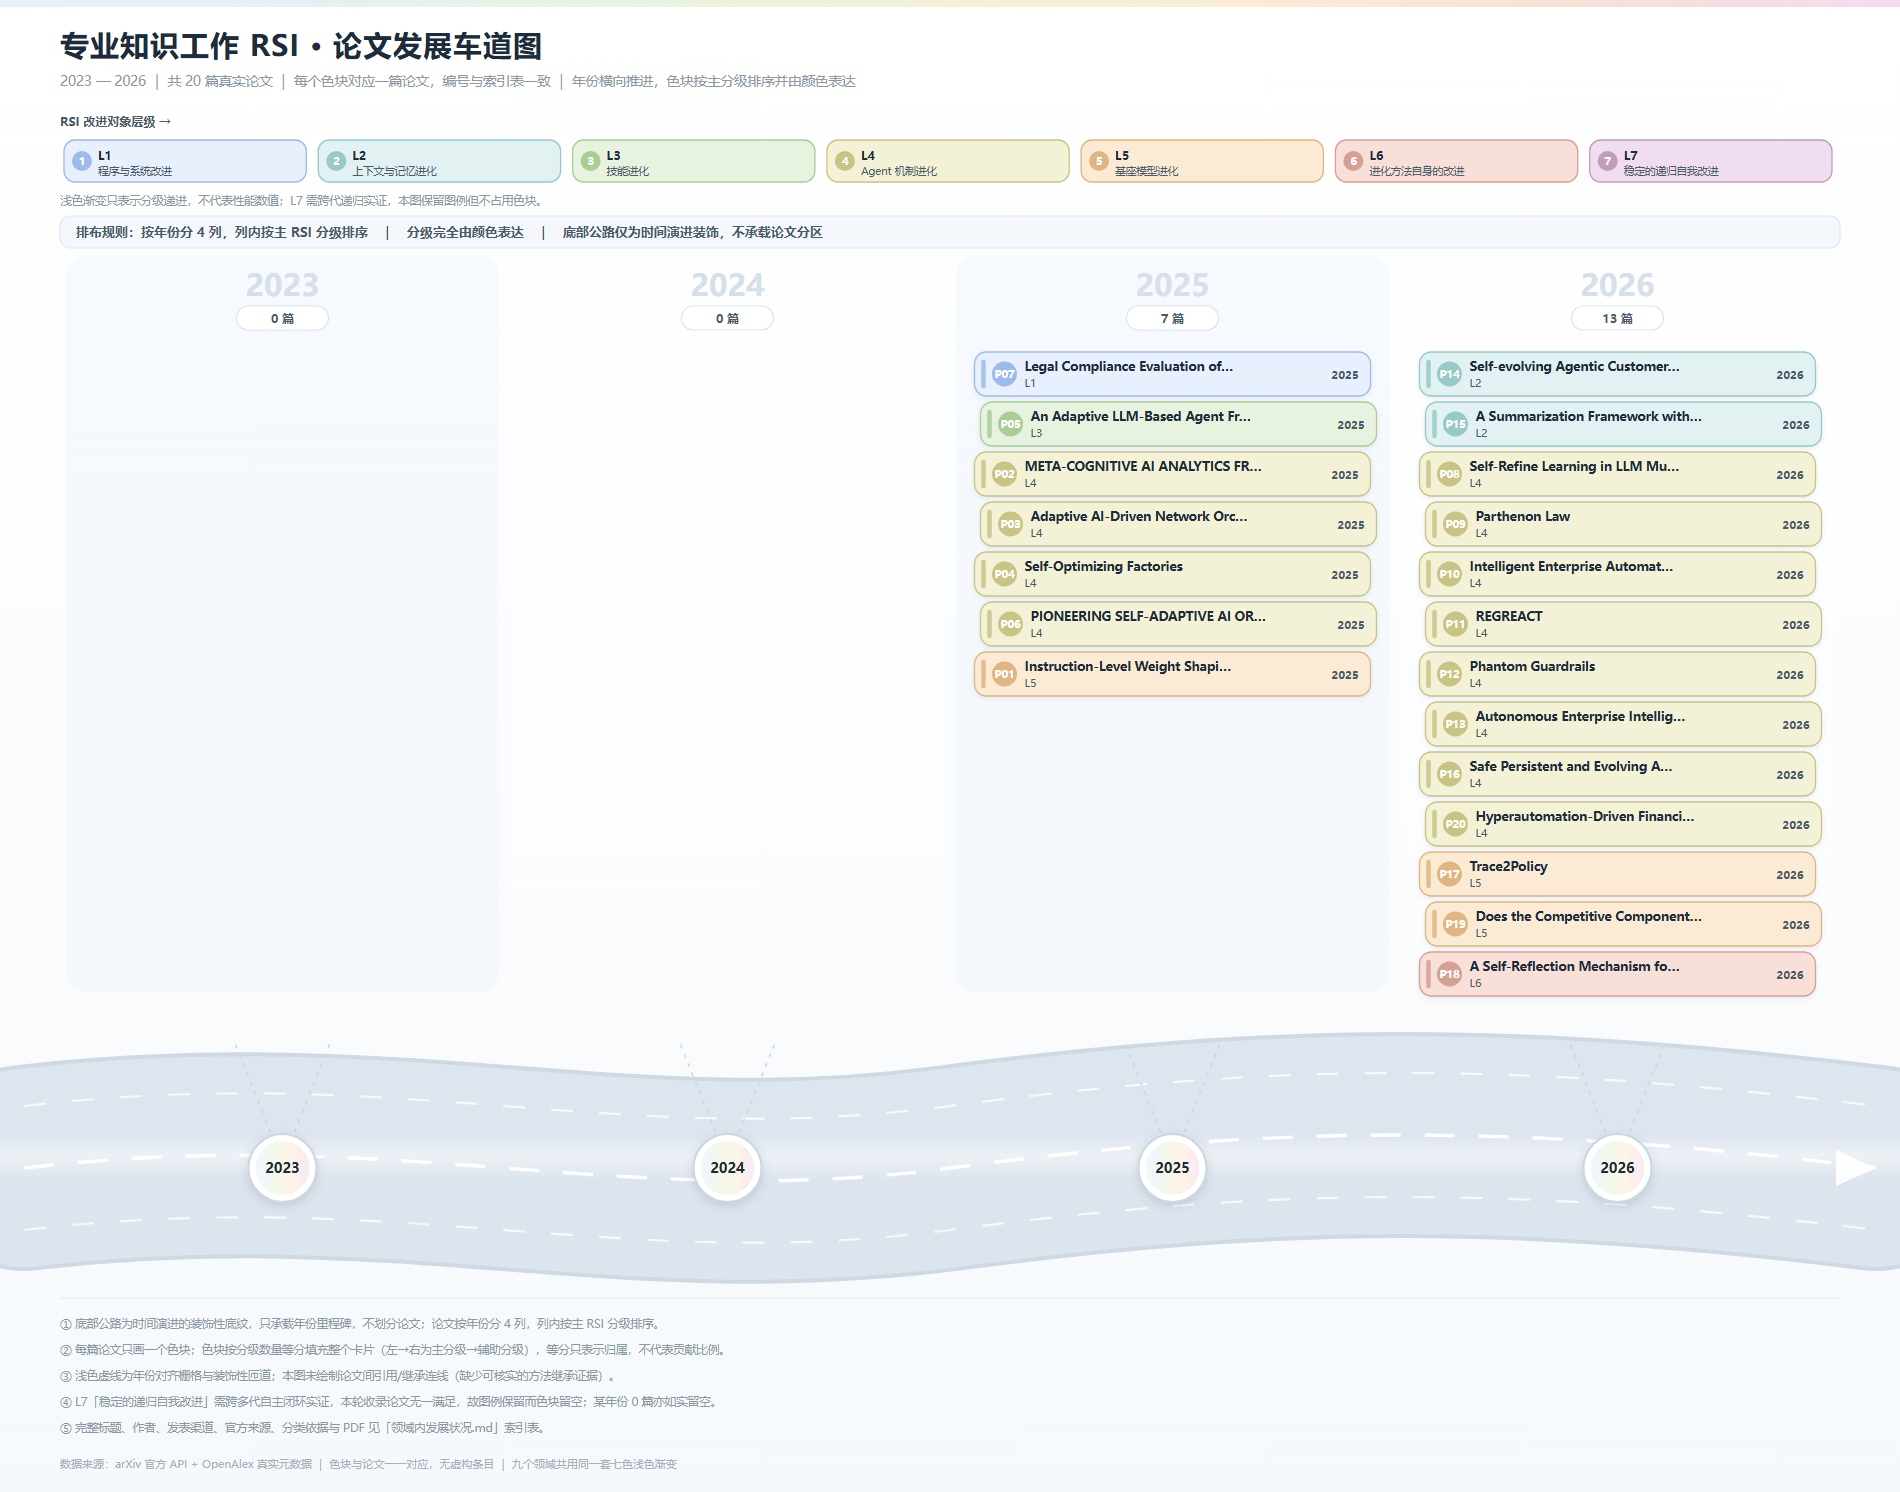 专业知识工作 RSI · 论文发展车道图
2023 — 2026 | 共 20 篇真实论文 | 每个色块对应一篇论文，编号与索引表一致 | 年份横向推进，色块按主分级排序并由颜色表达
RSI 改进对象层级 →
1 L1 程序与系统改进
2 L2 上下文与记忆进化
3 L3 技能进化
4 L4 Agent 机制进化
5 L5 基座模型进化
6 L6 进化方法自身的改进
7 L7 稳定的递归自我改进
浅色渐变只表示分级递进，不代表性能数值；L7 需跨代递归实证，本图保留图例但不占用色块。
排布规则：按年份分 4 列，列内按主 RSI 分级排序 | 分级完全由颜色表达 | 底部公路仅为时间演进装饰，不承载论文分区
2023
0 篇
2024
0 篇
2025
7 篇
P07 Legal Compliance Evaluation of... 2025
L1
P05 An Adaptive LLM-Based Agent Fr... 2025
L3
P02 META-COGNITIVE AI ANALYTICS FR... 2025
L4
P03 Adaptive AI-Driven Network Orc... 2025
L4
P04 Self-Optimizing Factories 2025
L4
P06 PIONEERING SELF-ADAPTIVE AI OR... 2025
L4
P01 Instruction-Level Weight Shapi... 2025
L5
2026
13 篇
P14 Self-evolving Agentic Customer... 2026
L2
P15 A Summarization Framework with... 2026
L2
P08 Self-Refine Learning in LLM Mu... 2026
L4
P09 Parthenon Law 2026
L4
P10 Intelligent Enterprise Automat... 2026
L4
P11 REGREACT 2026
L4
P12 Phantom Guardrails 2026
L4
P13 Autonomous Enterprise Intellig... 2026
L4
P16 Safe Persistent and Evolving A... 2026
L4
P20 Hyperautomation-Driven Financi... 2026
L4
P17 Trace2Policy 2026
L5
P19 Does the Competitive Component... 2026
L5
P18 A Self-Reflection Mechanism fo... 2026
L6
2023
2024
2025
2026
① 底部公路为时间演进的装饰性底纹，只承载年份里程碑，不划分论文；论文按年份分 4 列，列内按主 RSI 分级排序。
② 每篇论文只画一个色块；色块按分级数量等分填充整个卡片（左→右为主分级→辅助分级），等分只表示归属，不代表贡献比例。
③ 浅色虚线为年份对齐栅格与装饰性匝道；本图未绘制论文间引用/继承连线（缺少可核实的方法继承证据）。
④ L7「稳定的递归自我改进」需跨多代自主闭环实证，本轮收录论文无一满足，故图例保留而色块留空；某年份 0 篇亦如实留空。
⑤ 完整标题、作者、发表渠道、官方来源、分类依据与 PDF 见「领域内发展状况.md」索引表。
数据来源：arXiv 官方 API + OpenAlex 真实元数据 | 色块与论文一一对应，无虚构条目 | 九个领域共用同一套七色浅色渐变